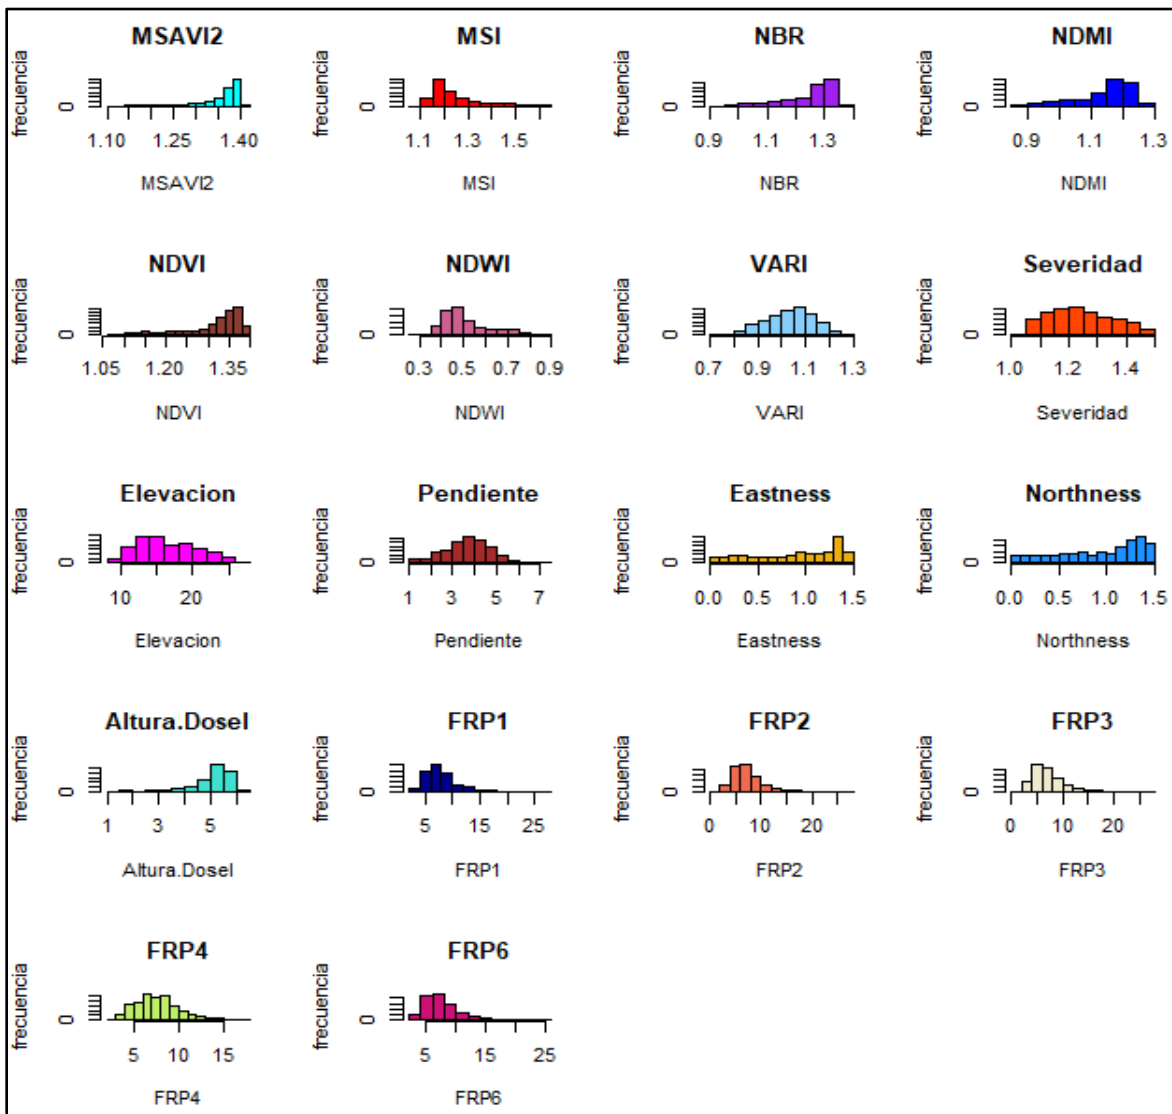 MSAVI2 MSI NBR NDMI
frecuencia frecuencia frecuencia frecuencia
0 0 0 0
1.10 1.25 1.40 1.1 1.3 1.5 0.9 1.1 1.3 0.9 1.1 1.3
MSAVI2 MSI NBR NDMI
NDVI NDWI VARI Severidad
frecuencia frecuencia frecuencia frecuencia
0 0 0 0
1.05 1.20 1.35 0.3 0.5 0.7 0.9 0.7 0.9 1.1 1.3 1.0 1.2 1.4
NDVI NDWI VARI Severidad
Elevacion Pendiente Eastness Northness
frecuencia frecuencia frecuencia frecuencia
0 0 0 0
10 20 1 3 5 7 0.0 0.5 1.0 1.5 0.0 0.5 1.0 1.5
Elevacion Pendiente Eastness Northness
Altura.Dosel FRP1 FRP2 FRP3
frecuencia frecuencia frecuencia frecuencia
0 0 0 0
1 3 5 5 15 25 0 10 20 0 10 20
Altura.Dosel FRP1 FRP2 FRP3
FRP4 FRP6
frecuencia frecuencia
0 0
5 10 15 5 15 25
FRP4 FRP6